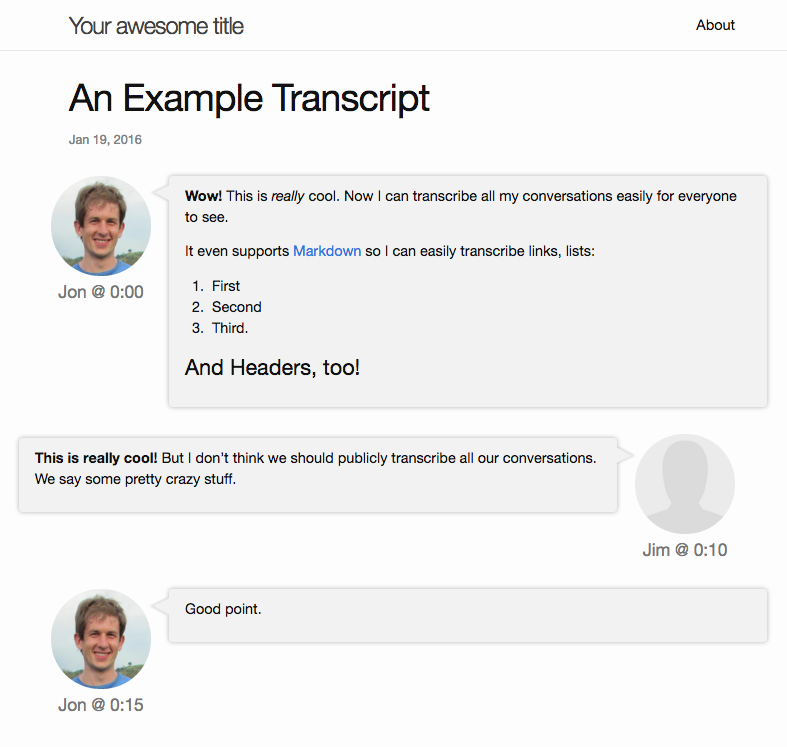 Your awesome title
About
An Example Transcript
Jan 19, 2016
Wow! This is really cool. Now I can transcribe all my conversations easily for everyone
to see.
It even supports Markdown so I can easily transcribe links, lists:
1. First
2. Second
3. Third.
And Headers, too!
Jon @ 0:00
This is really cool! But I don’t think we should publicly transcribe all our conversations.
We say some pretty crazy stuff.
Jim @ 0:10
Good point.
Jon @ 0:15